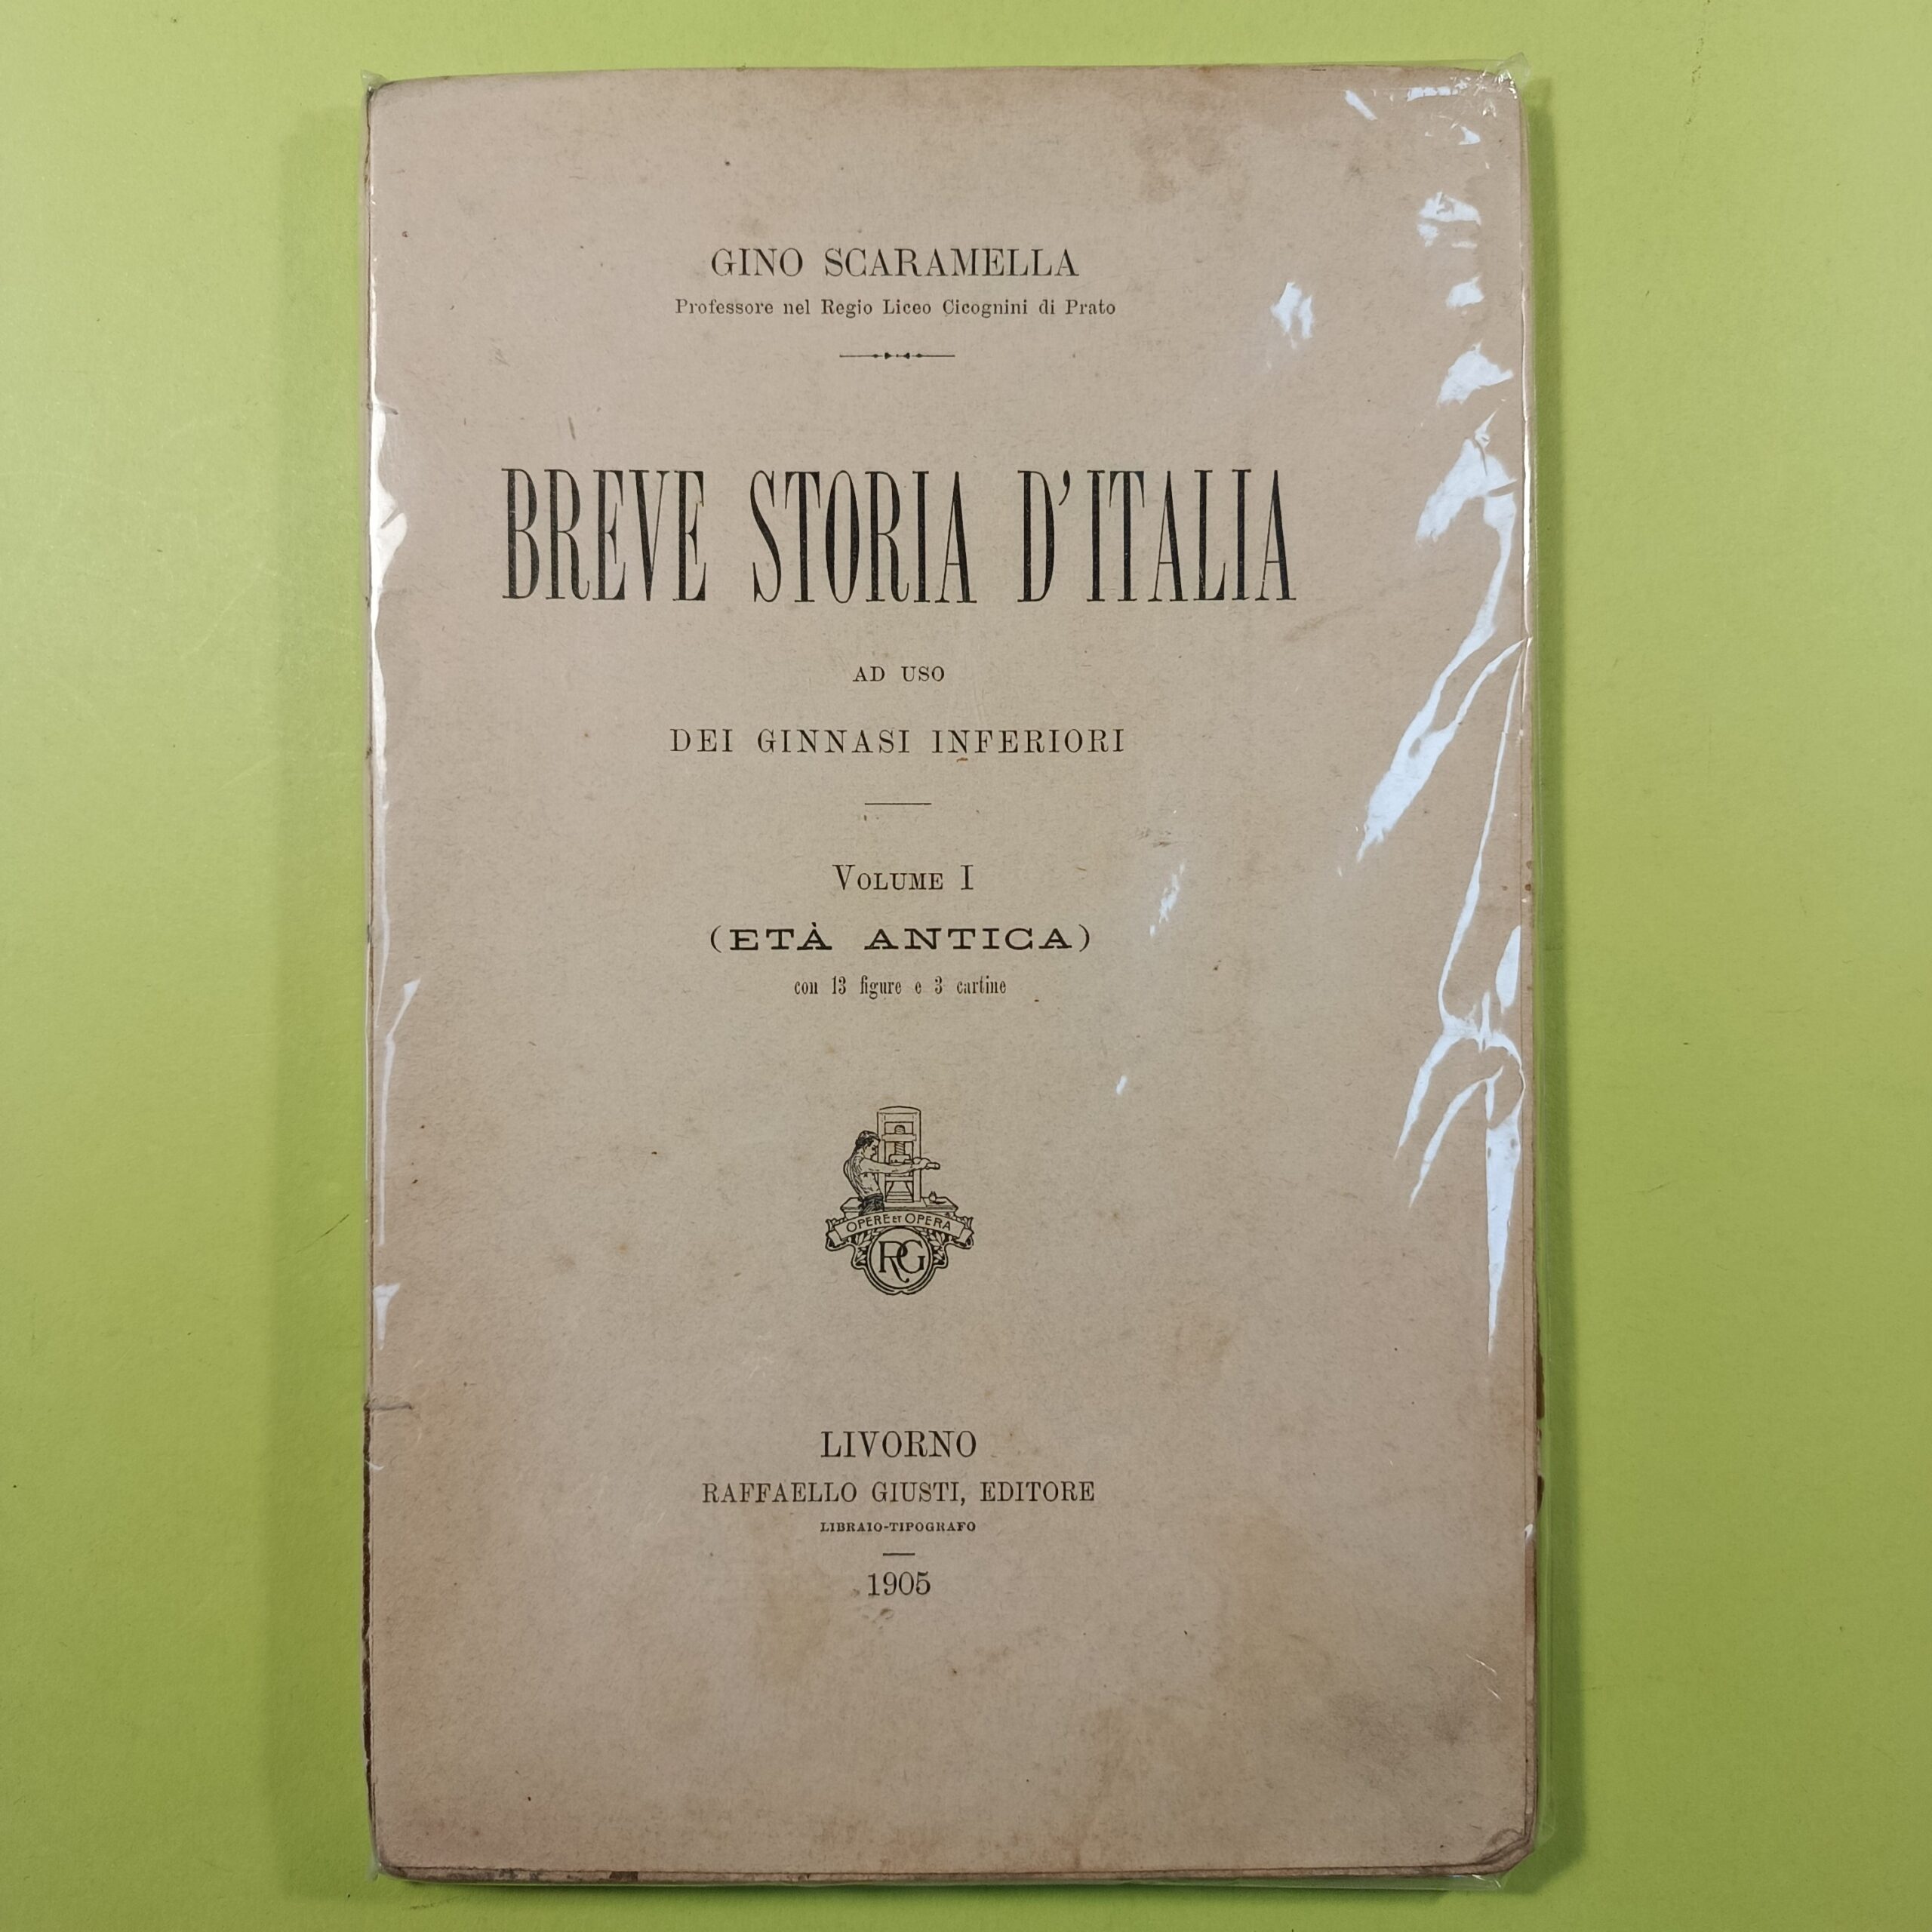 GINO SCARAMELLA
Professore nel Regio Liceo Cicognini di Prato
BREVE STORIA D'ITALIA
AD USO
DEI GINNASI INFERIORI
VOLUME I
(ETÀ ANTICA)
con 13 figure e 3 cartine
OPERE ET OPERA
RG
LIVORNO
RAFFAELLO GIUSTI, EDITORE
LIBRAIO-TIPOGRAFO
1905